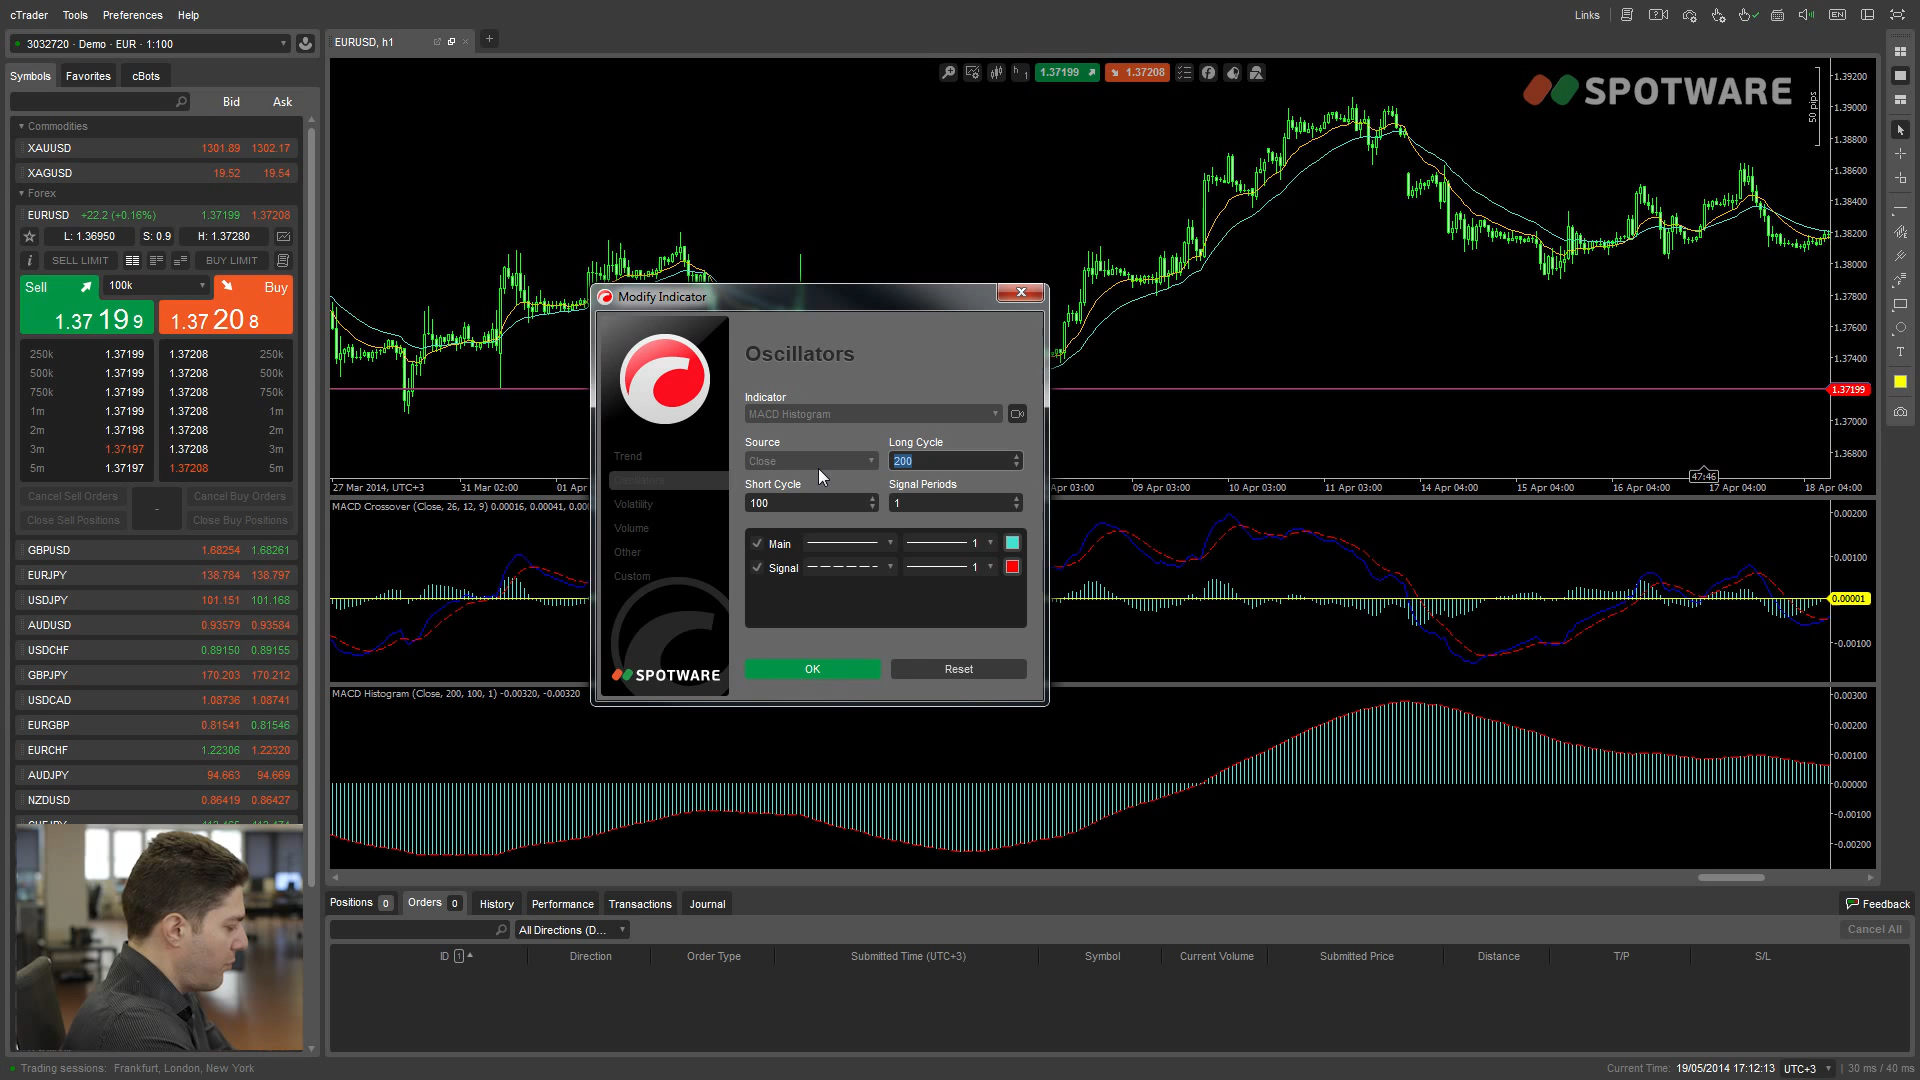 cTrader Tools Preferences Help
Links
EN
3032720 · Demo · EUR · 1:100
EURUSD, h1
Symbols Favorites cBots
Bid Ask
Commodities
XAUUSD 1301.89 1302.17
XAGUSD 19.52 19.54
Forex
EURUSD +22.2 (+0.16%) 1.37199 1.37208
L: 1.36950 S: 0.9 H: 1.37280
SELL LIMIT BUY LIMIT
Sell 100k Buy
1.37 19 9 1.37 20 8
250k 1.37199 1.37208 250k
500k 1.37199 1.37208 500k
750k 1.37199 1.37208 750k
1m 1.37199 1.37208 1m
2m 1.37198 1.37208 2m
3m 1.37197 1.37208 3m
5m 1.37197 1.37208 5m
Cancel Sell Orders - Cancel Buy Orders
Close Sell Positions Close Buy Positions
GBPUSD 1.68254 1.68261
EURJPY 138.784 138.797
USDJPY 101.151 101.168
AUDUSD 0.93579 0.93584
USDCHF 0.89150 0.89155
GBPJPY 170.203 170.212
USDCAD 1.08736 1.08741
EURGBP 0.81541 0.81546
EURCHF 1.22306 1.22320
AUDJPY 94.663 94.669
NZDUSD 0.86419 0.86427
h1 1.37199 1.37208
SPOTWARE
50 pips
1.39200
1.39000
1.38800
1.38600
1.38400
1.38200
1.38000
1.37800
1.37600
1.37400
1.37199
1.37000
1.36800
47:46
27 Mar 2014, UTC+3 31 Mar 02:00 01 Apr Apr 03:00 09 Apr 03:00 10 Apr 03:00 11 Apr 03:00 14 Apr 04:00 15 Apr 04:00 16 Apr 04:00 17 Apr 04:00 18 Apr 04:00
MACD Crossover (Close, 26, 12, 9) 0.00016, 0.00041, 0.00
0.00200
0.00100
0.00001
-0.00100
MACD Histogram (Close, 200, 100, 1) -0.00320, -0.00320
0.00300
0.00200
0.00100
0.00000
-0.00100
-0.00200
Modify Indicator
Oscillators
Indicator
MACD Histogram
Source Long Cycle
Close 200
Short Cycle Signal Periods
100 1
Main 1
Signal 1
OK Reset
Trend
Oscillators
Volatility
Volume
Other
Custom
SPOTWARE
Positions 0 Orders 0 History Performance Transactions Journal
Feedback
All Directions (D...
Cancel All
ID 1 Direction Order Type Submitted Time (UTC+3) Symbol Current Volume Submitted Price Distance T/P S/L
Trading sessions: Frankfurt, London, New York
Current Time: 19/05/2014 17:12:13 UTC+3 30 ms / 40 ms
T